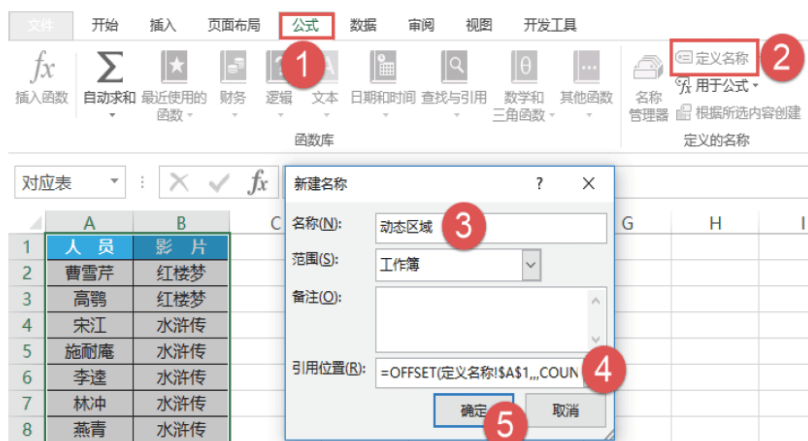 文件 开始 插入 页面布局 公式 数据 审阅 视图 开发工具
1
fx Σ θ 定义名称 2
插入函数 自动求和 最近使用的 财务 逻辑 文本 日期和时间 查找与引用 数学和 其他函数 名称 用于公式
函数 三角函数 管理器 根据所选内容创建
函数库 定义的名称
对应表 fx 新建名称 ? ×
A B C G H I
名称(N): 动态区域 3
1 人 员 影 片
范围(S): 工作簿
2 曹雪芹 红楼梦
备注(O):
3 高鹗 红楼梦
4 宋江 水浒传
5 施耐庵 水浒传
引用位置(R): =OFFSET(定义名称!$A$1,,,COUN 4
6 李逵 水浒传
7 林冲 水浒传
确定 取消
5
8 燕青 水浒传